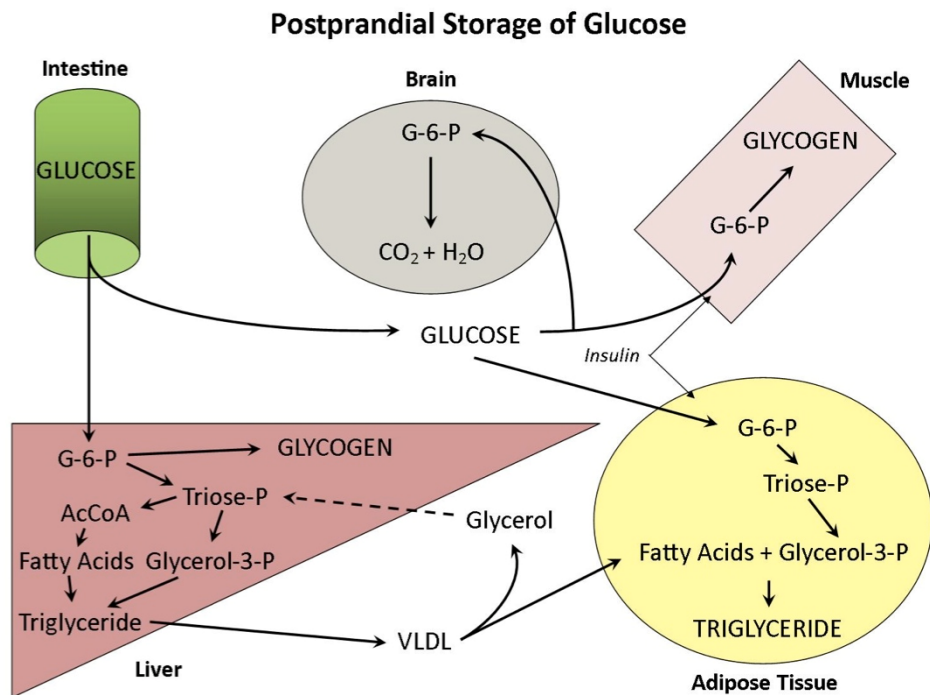 Postprandial Storage of Glucose
Intestine
Brain
Muscle
GLUCOSE
G-6-P
CO₂ + H₂O
GLYCOGEN
G-6-P
GLUCOSE
Insulin
G-6-P
GLYCOGEN
Triose-P
AcCoA
Fatty Acids
Glycerol-3-P
Triglyceride
Liver
Glycerol
VLDL
G-6-P
Triose-P
Fatty Acids + Glycerol-3-P
TRIGLYCERIDE
Adipose Tissue